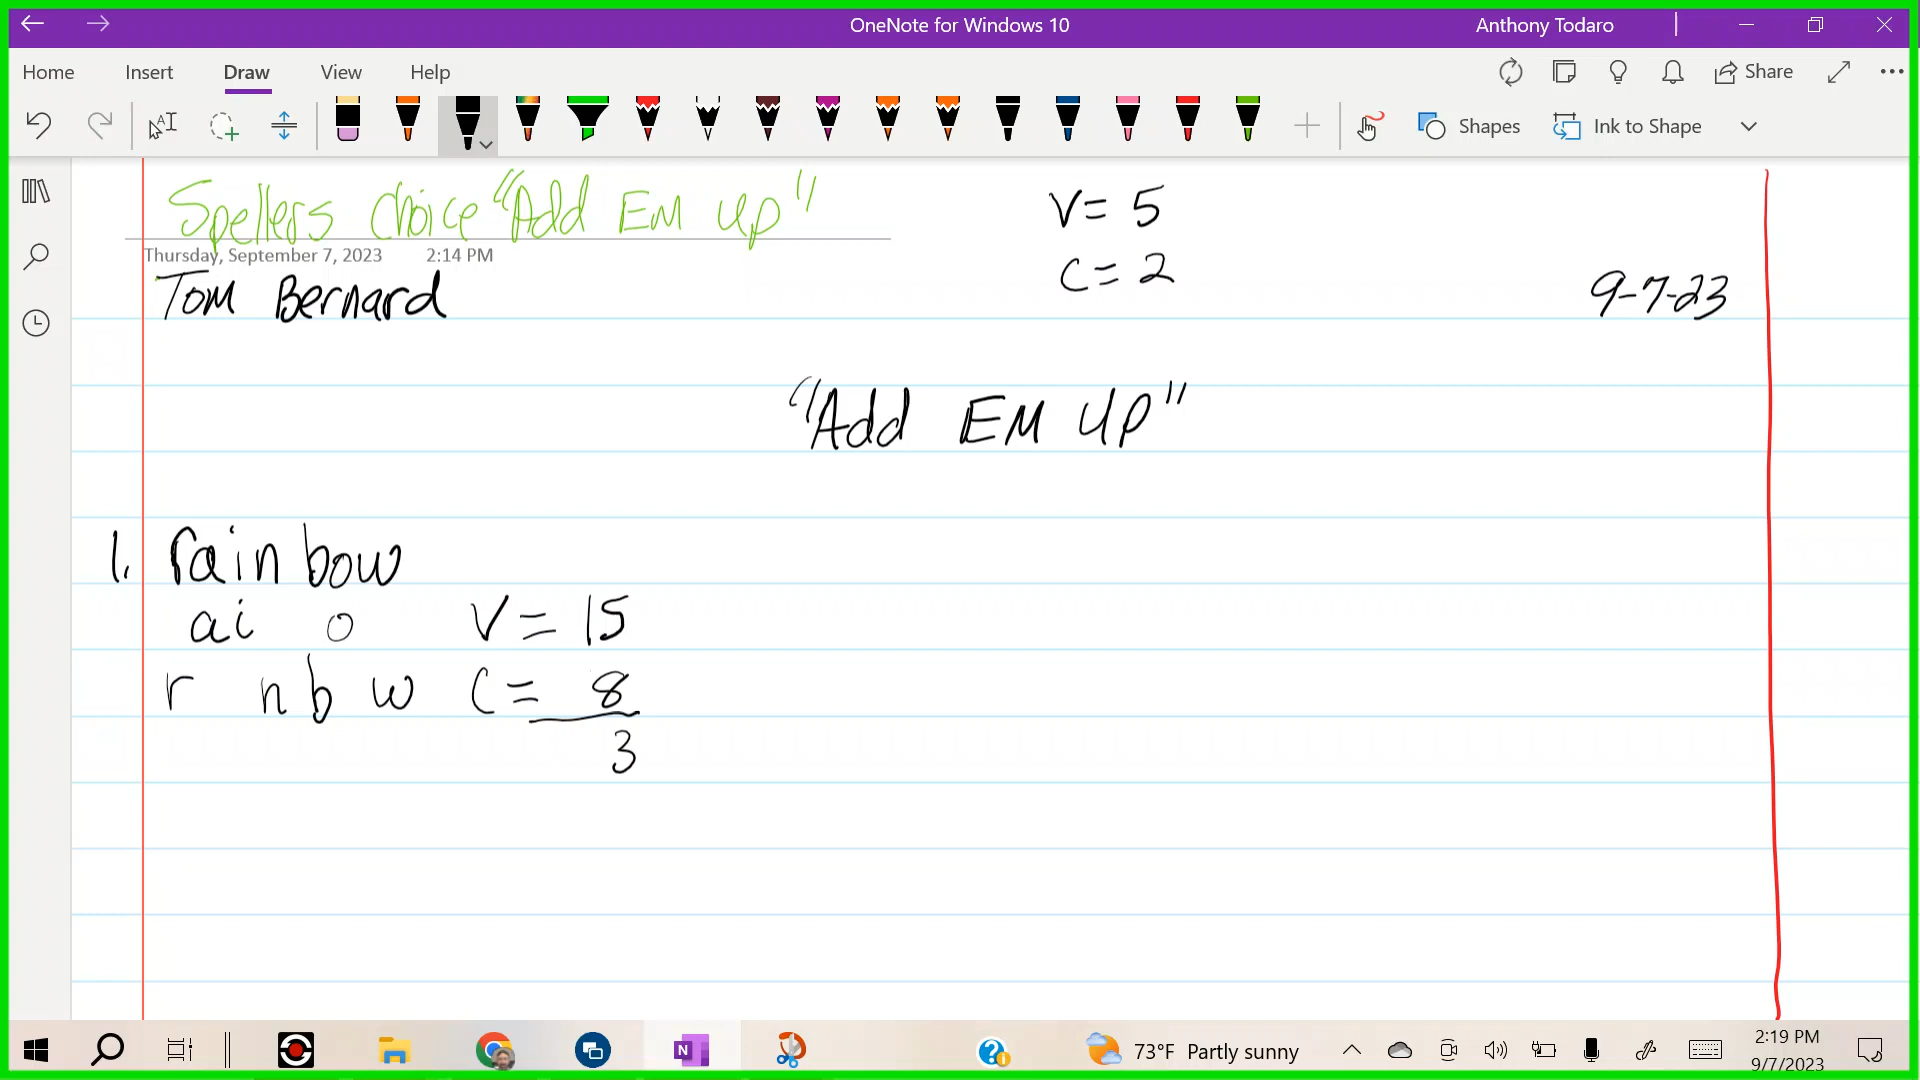 OneNote for Windows 10
Anthony Todaro
Home Insert Draw View Help
Share
Shapes Ink to Shape
Spellers Choice "Add Em Up"
V = 5
Thursday, September 7, 2023 2:14 PM
C = 2
Tom Bernard
9-7-23
"Add Em Up"
1. rainbow
ai o V = 15
r n b w C = 8
3
73°F Partly sunny
2:19 PM
9/7/2023